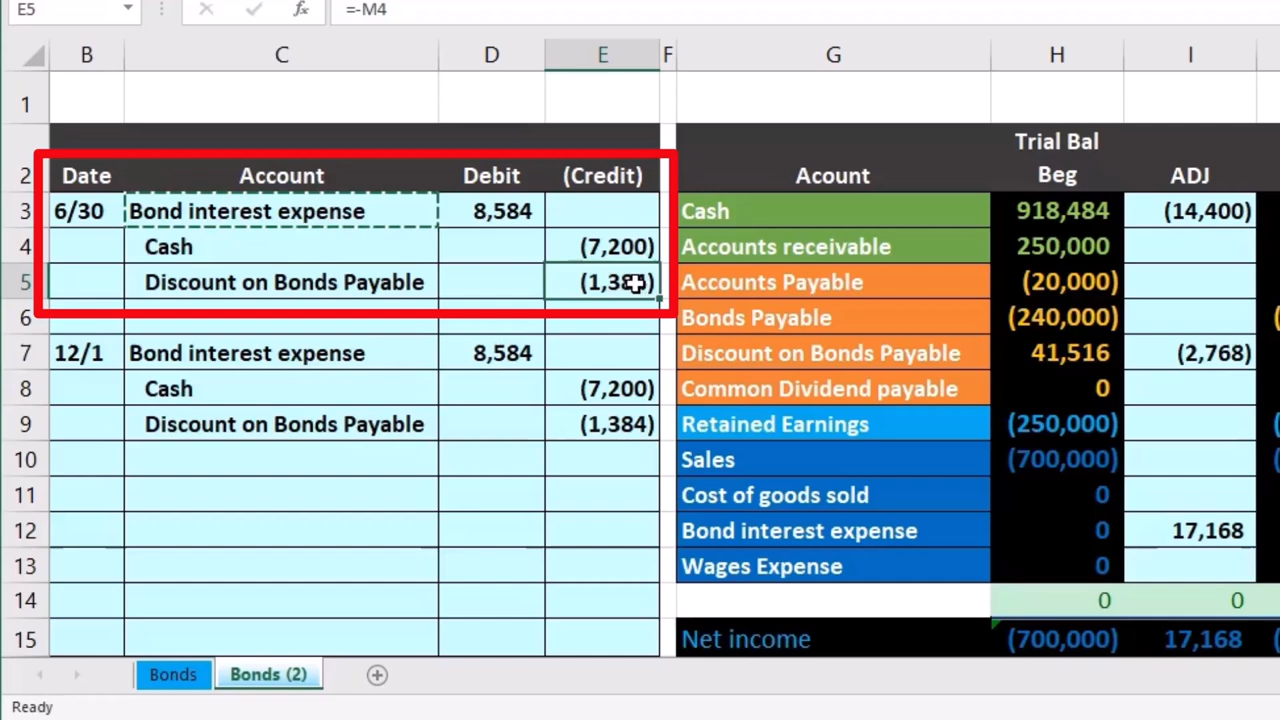 E5 fx =-M4
B C D E F G H I
1
Trial Bal
2 Date Account Debit (Credit) Acount Beg ADJ
3 6/30 Bond interest expense 8,584 Cash 918,484 (14,400)
4 Cash (7,200) Accounts receivable 250,000
5 Discount on Bonds Payable Accounts Payable (20,000)
6 Bonds Payable (240,000)
7 12/1 Bond interest expense 8,584 Discount on Bonds Payable 41,516 (2,768)
8 Cash (7,200) Common Dividend payable 0
9 Discount on Bonds Payable (1,384) Retained Earnings (250,000)
10 Sales (700,000)
11 Cost of goods sold 0
12 Bond interest expense 0 17,168
13 Wages Expense 0
14 0 0
15 Net income (700,000) 17,168
Bonds Bonds (2)
Ready